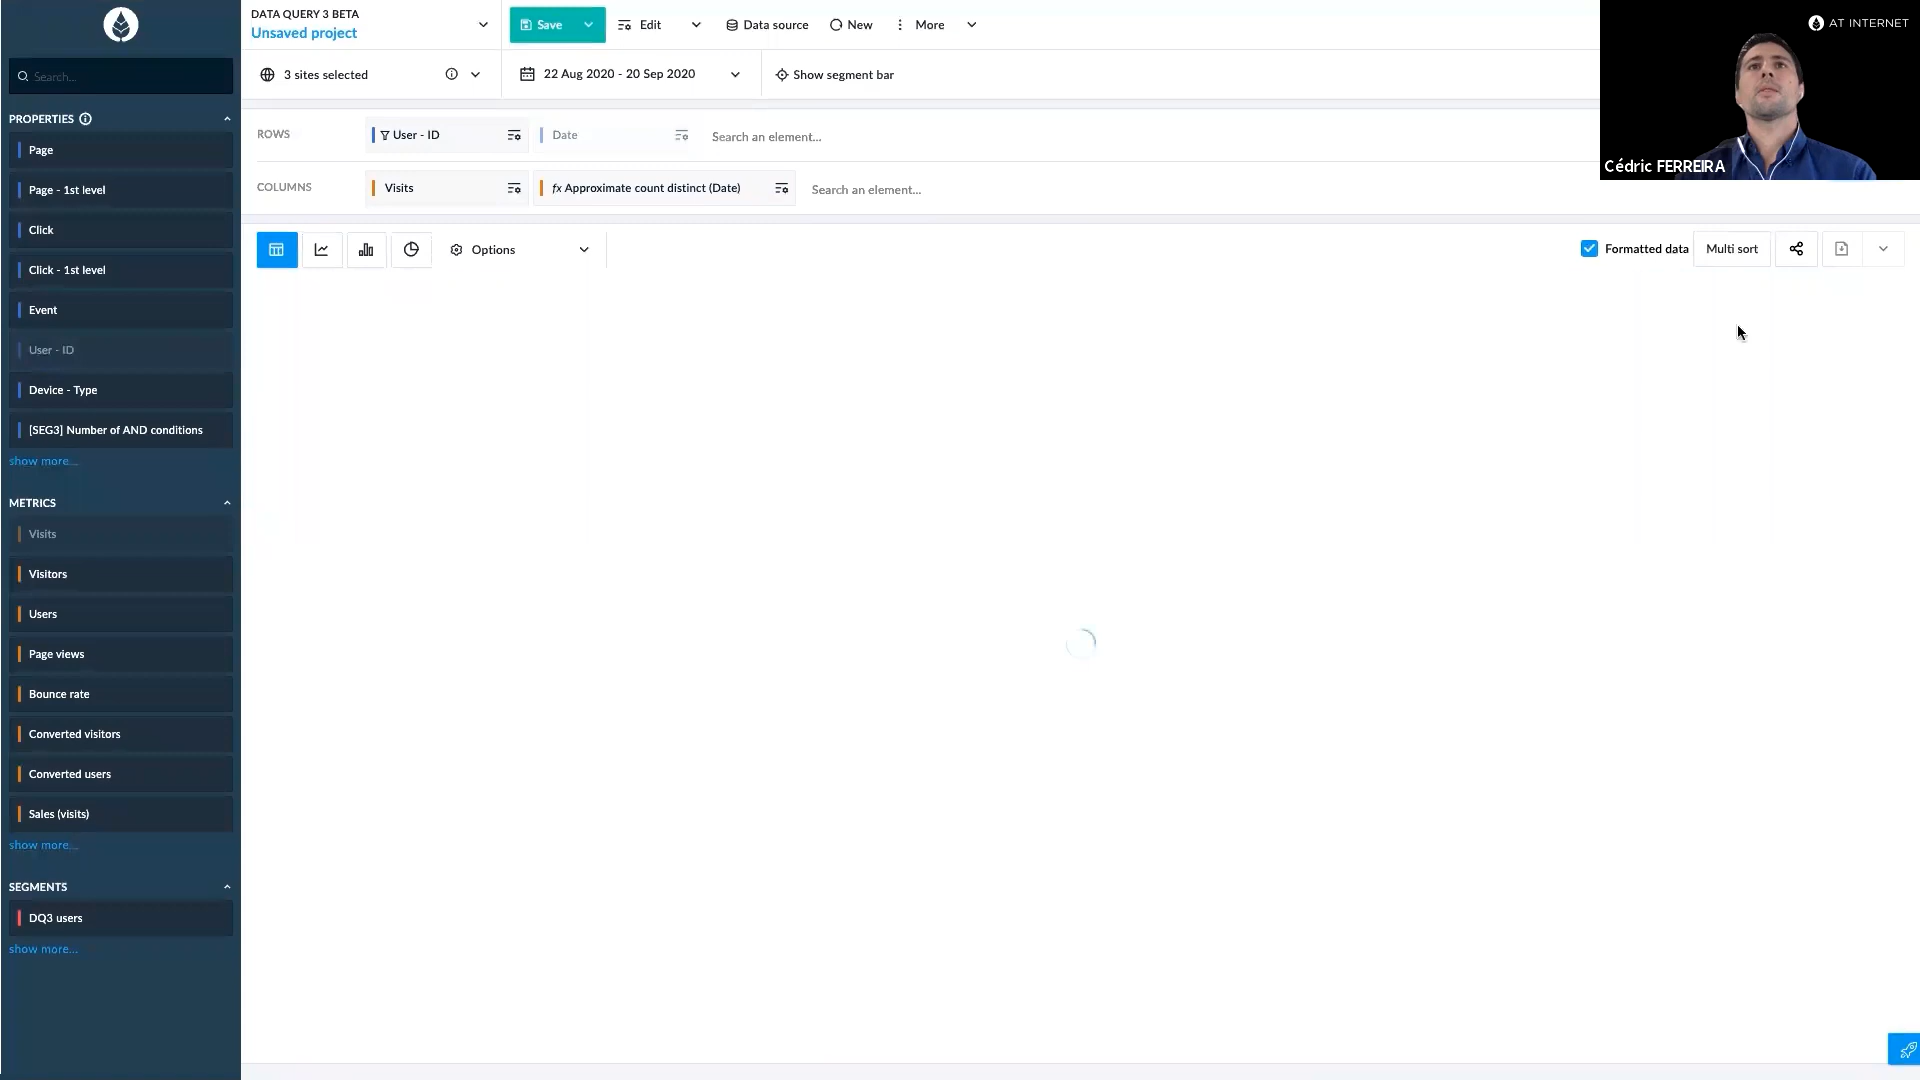 DATA QUERY 3 BETA
Unsaved project
Save
Edit
Data source
New
More
AT INTERNET
Search...
3 sites selected
22 Aug 2020 - 20 Sep 2020
Show segment bar
Cédric FERREIRA
PROPERTIES
Page
Page - 1st level
Click
Click - 1st level
Event
User - ID
Device - Type
[SEG3] Number of AND conditions
show more...
METRICS
Visits
Visitors
Users
Page views
Bounce rate
Converted visitors
Converted users
Sales (visits)
show more...
SEGMENTS
DQ3 users
show more...
ROWS
User - ID
Date
Search an element...
COLUMNS
Visits
fx Approximate count distinct (Date)
Search an element...
Options
Formatted data
Multi sort